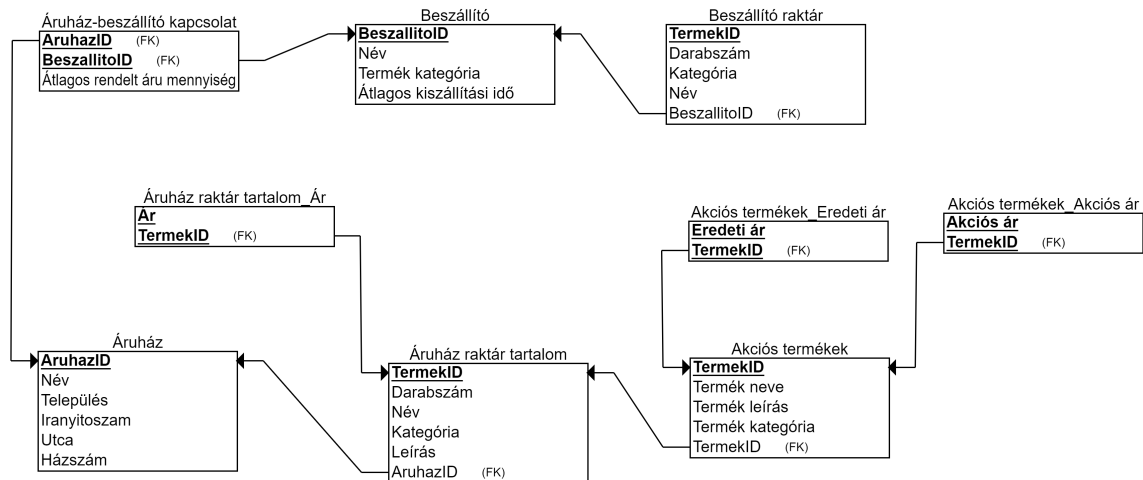 Áruház-beszállító kapcsolat
AruhazID (FK)
BeszallitoID (FK)
Átlagos rendelt áru mennyiség
Beszállító
BeszallitoID
Név
Termék kategória
Átlagos kiszállítási idő
Beszállító raktár
TermekID
Darabszám
Kategória
Név
BeszallitoID (FK)
Áruház raktár tartalom_Ár
Ár
TermekID (FK)
Akciós termékek_Eredeti ár
Eredeti ár
TermekID (FK)
Akciós termékek_Akciós ár
Akciós ár
TermekID (FK)
Áruház
AruhazID
Név
Település
Iranyitoszam
Utca
Házszám
Áruház raktár tartalom
TermekID
Darabszám
Név
Kategória
Leírás
AruhazID (FK)
Akciós termékek
TermekID
Termék neve
Termék leírás
Termék kategória
TermekID (FK)